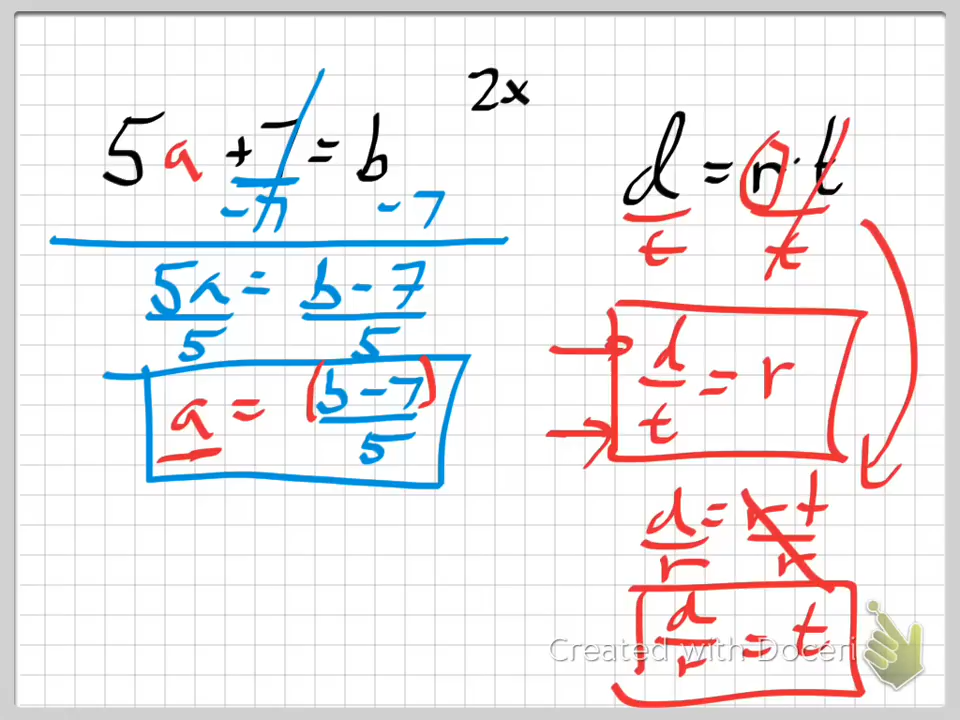 2x
5a + 7 = b
-7 -7
5a = b - 7
5 5
a = (b - 7)
5
d = r · t
t t
d = r
t
d = r t
r r
d = t
r
Created with Doceri